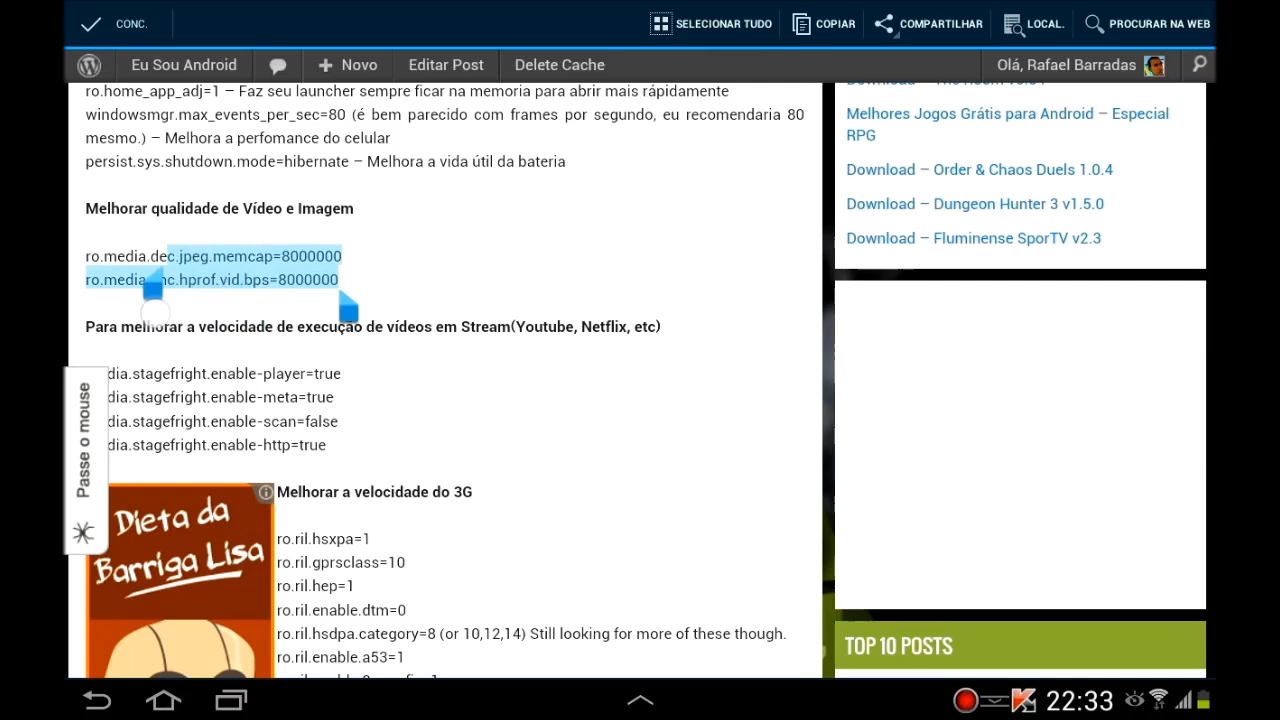 CONC.
SELECIONAR TUDO
COPIAR
COMPARTILHAR
LOCAL.
PROCURAR NA WEB
Eu Sou Android
Novo
Editar Post
Delete Cache
Olá, Rafael Barradas
ro.home_app_adj=1 – Faz seu launcher sempre ficar na memoria para abrir mais rápidamente
windowsmgr.max_events_per_sec=80 (é bem parecido com frames por segundo, eu recomendaria 80
mesmo.) – Melhora a perfomance do celular
persist.sys.shutdown.mode=hibernate – Melhora a vida útil da bateria
Melhorar qualidade de Vídeo e Imagem
ro.media.dec.jpeg.memcap=8000000
ro.media. nc.hprof.vid.bps=8000000
Para melhorar a velocidade de execução de vídeos em Stream(Youtube, Netflix, etc)
dia.stagefright.enable-player=true
dia.stagefright.enable-meta=true
dia.stagefright.enable-scan=false
dia.stagefright.enable-http=true
Passe o mouse
Dieta da
Barriga Lisa
Melhorar a velocidade do 3G
ro.ril.hsxpa=1
ro.ril.gprsclass=10
ro.ril.hep=1
ro.ril.enable.dtm=0
ro.ril.hsdpa.category=8 (or 10,12,14) Still looking for more of these though.
ro.ril.enable.a53=1
Melhores Jogos Grátis para Android – Especial
RPG
Download – Order & Chaos Duels 1.0.4
Download – Dungeon Hunter 3 v1.5.0
Download – Fluminense SporTV v2.3
TOP 10 POSTS
22:33